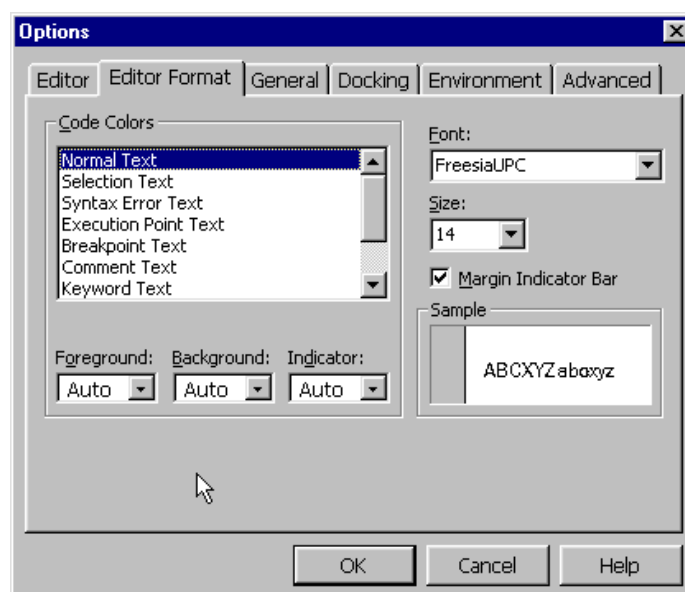 Options
Editor Editor Format General Docking Environment Advanced
Code Colors
Normal Text
Selection Text
Syntax Error Text
Execution Point Text
Breakpoint Text
Comment Text
Keyword Text
Foreground: Background: Indicator:
Auto Auto Auto
Font:
FreesiaUPC
Size:
14
Margin Indicator Bar
Sample
ABCXYZabcxyz
OK Cancel Help